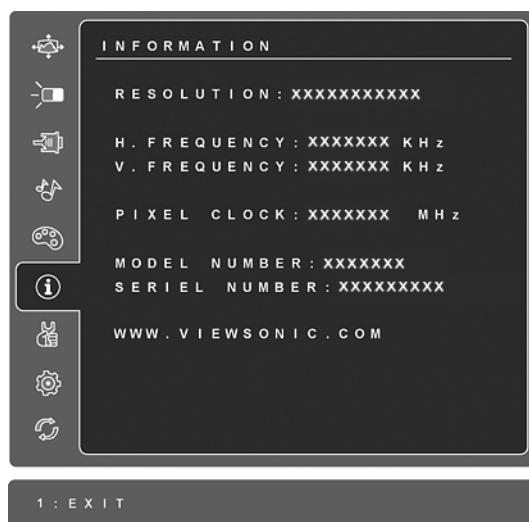 INFORMATION
RESOLUTION: XXXXXXXXXXX
H. FREQUENCY: XXXXXXX KHz
V. FREQUENCY: XXXXXXX KHz
PIXEL CLOCK: XXXXXXX MHz
MODEL NUMBER: XXXXXXX
SERIEL NUMBER: XXXXXXXXX
WWW.VIEWSONIC.COM
1: EXIT